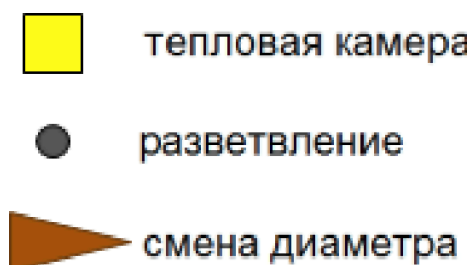 тепловая камера
разветвление
смена диаметра